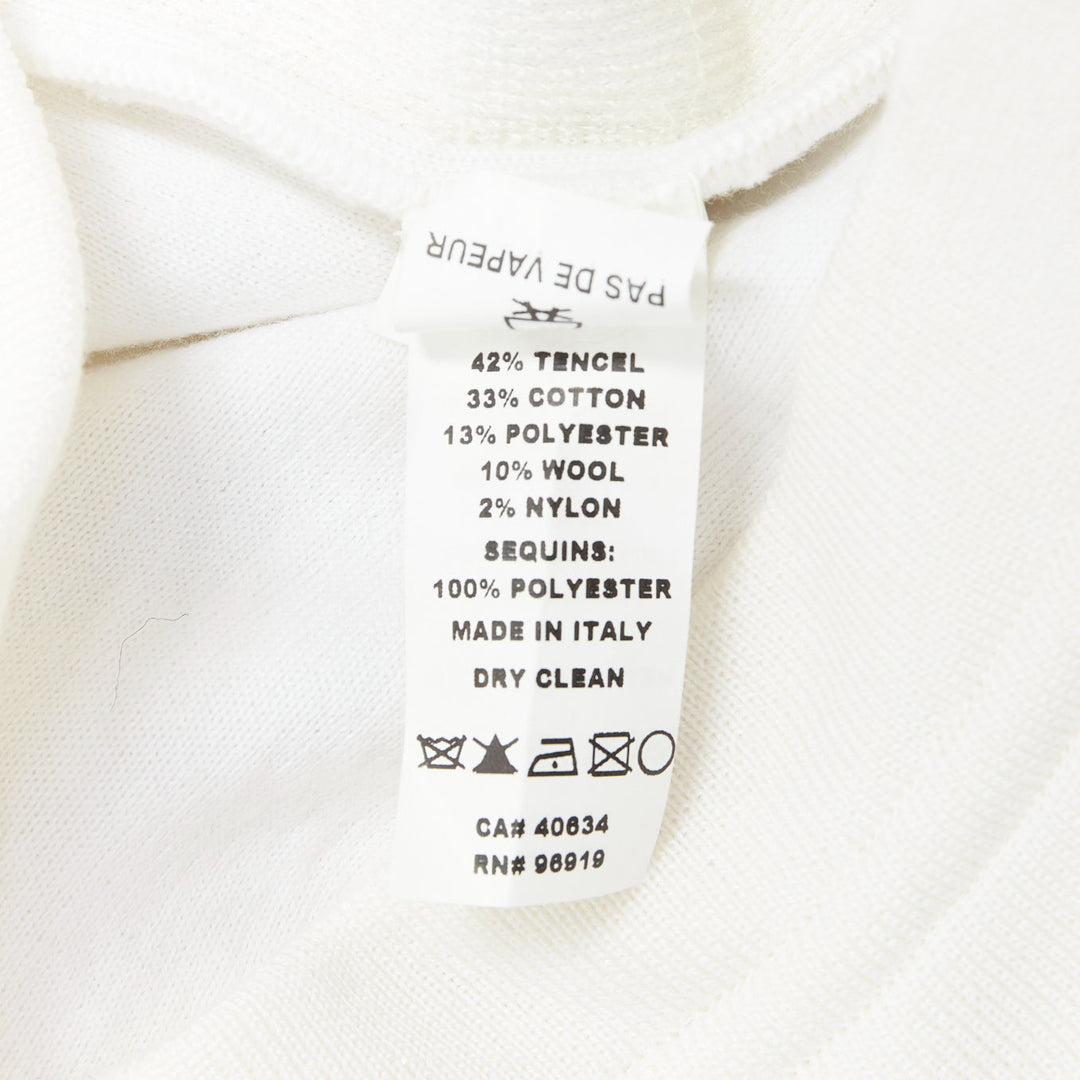 PAS DE VAPEUR
42% TENCEL
33% COTTON
13% POLYESTER
10% WOOL
2% NYLON
SEQUINS:
100% POLYESTER
MADE IN ITALY
DRY CLEAN
CA# 40634
RN# 96919